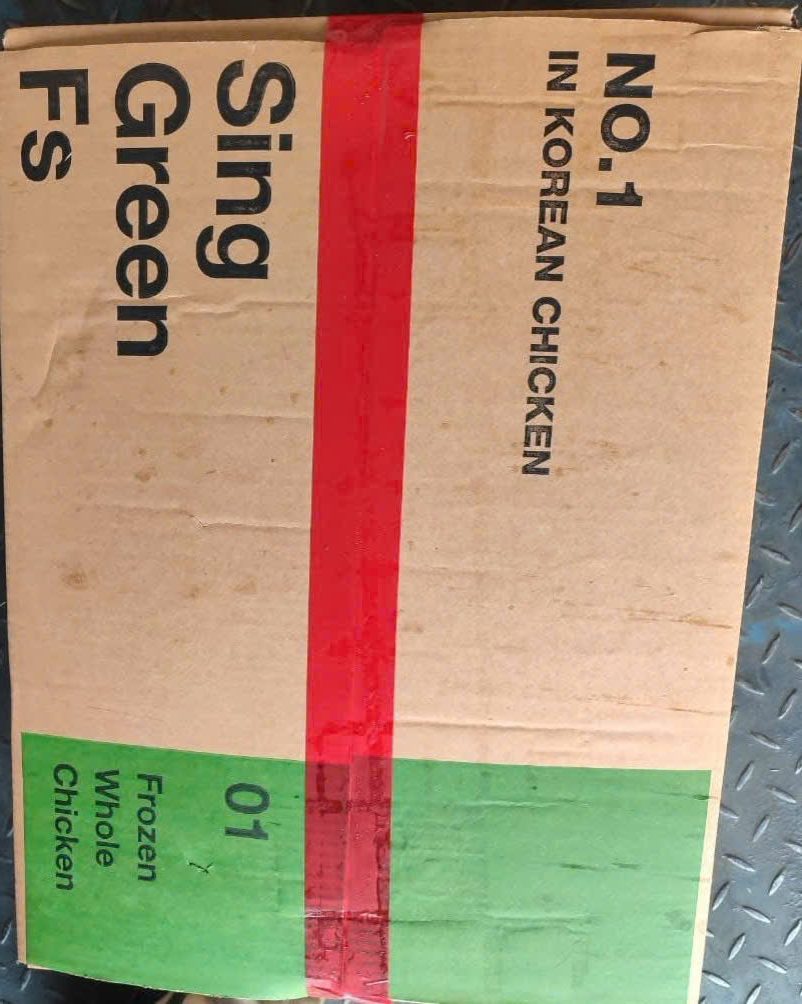 NO.1
IN KOREAN CHICKEN
Sing
Green
Fs
01
Frozen
Whole
Chicken